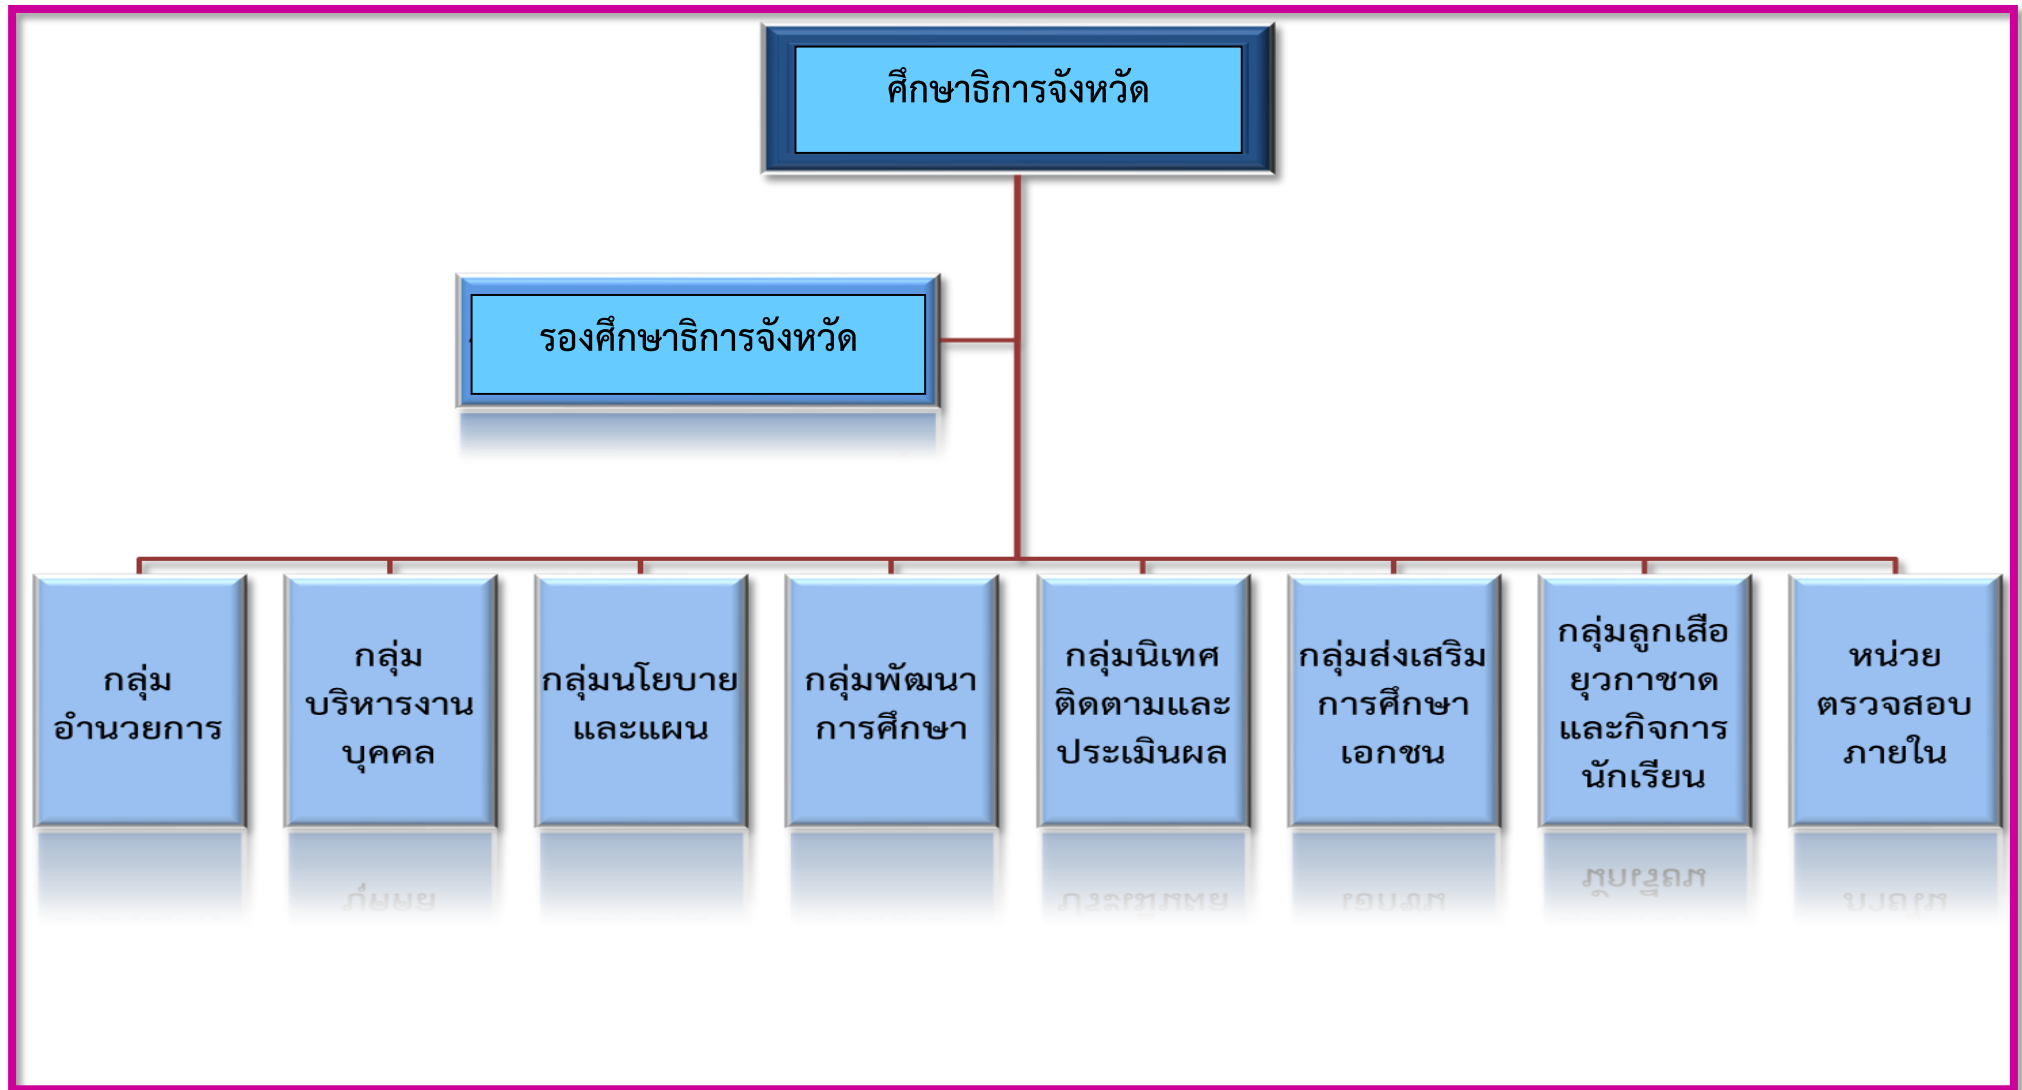 ศึกษาธิการจังหวัด
รองศึกษาธิการจังหวัด
กลุ่ม
อำนวยการ
กลุ่ม
บริหารงาน
บุคคล
กลุ่มนโยบาย
และแผน
กลุ่มพัฒนา
การศึกษา
กลุ่มนิเทศ
ติดตามและ
ประเมินผล
กลุ่มส่งเสริม
การศึกษา
เอกชน
กลุ่มลูกเสือ
ยุวกาชาด
และกิจการ
นักเรียน
หน่วย
ตรวจสอบ
ภายใน